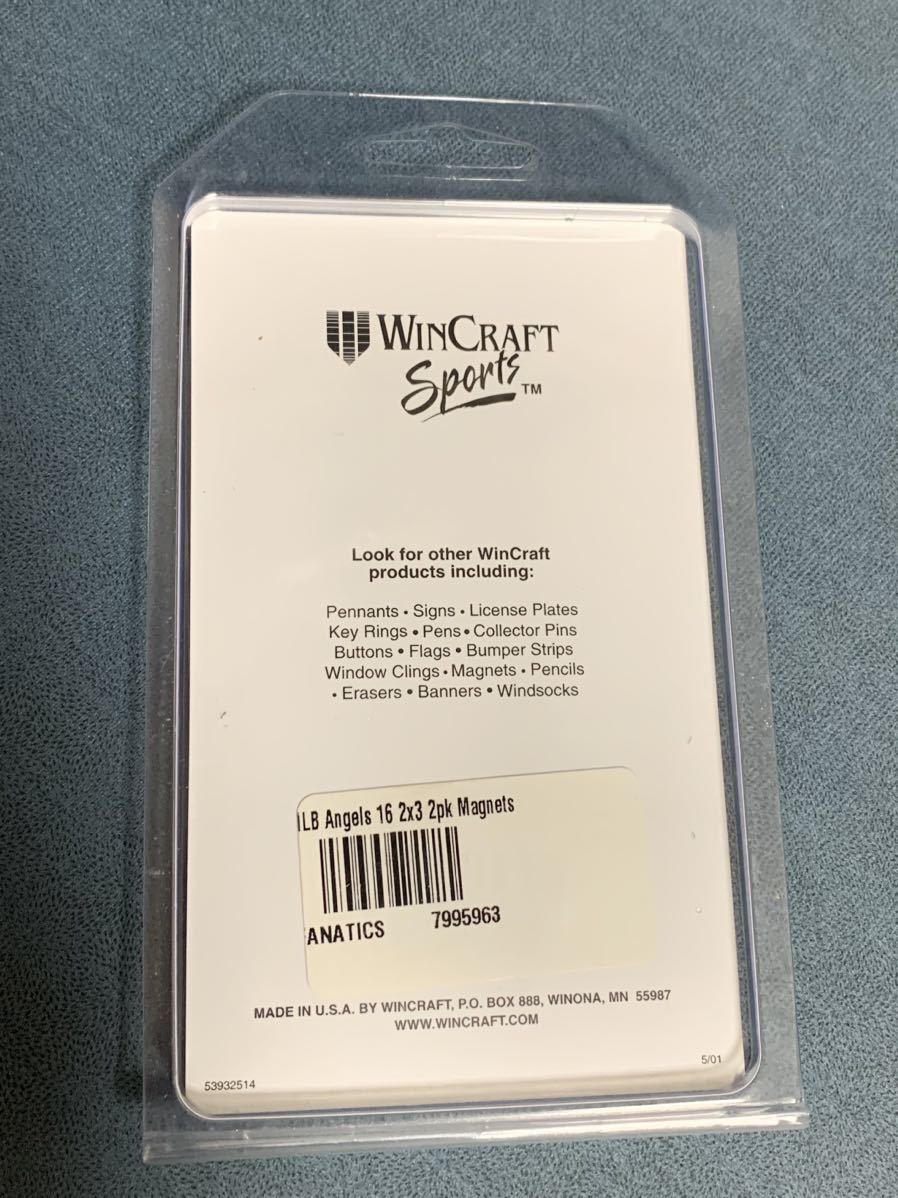 WINCRAFT
Sports™
Look for other WinCraft
products including:
Pennants • Signs • License Plates
Key Rings • Pens • Collector Pins
Buttons • Flags • Bumper Strips
Window Clings • Magnets • Pencils
• Erasers • Banners • Windsocks
LB Angels 16 2x3 2pk Magnets
ANATICS 7995963
MADE IN U.S.A. BY WINCRAFT, P.O. BOX 888, WINONA, MN 55987
WWW.WINCRAFT.COM
5/01
53932514